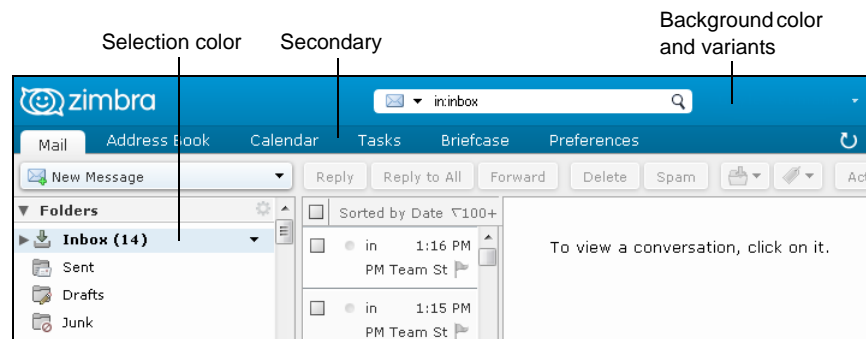 Background color
and variants
Selection color
Secondary
zimbra
in:inbox
Mail Address Book Calendar Tasks Briefcase Preferences
New Message Reply Reply to All Forward Delete Spam Act
Folders Sorted by Date 100+
Inbox (14) in 1:16 PM
PM Team St
To view a conversation, click on it.
Sent
Drafts in 1:15 PM
Junk PM Team St